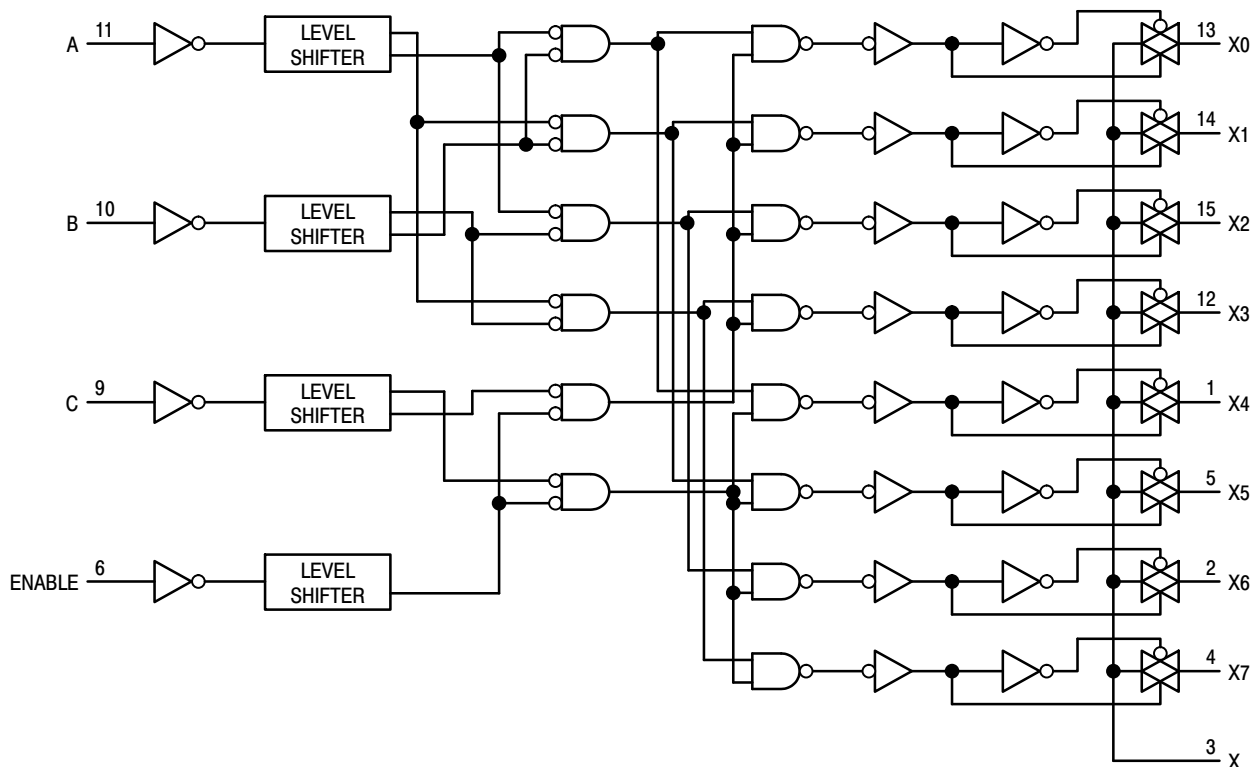 A 11 LEVEL SHIFTER 13 X0
14 X1
B 10 LEVEL SHIFTER 15 X2
12 X3
C 9 LEVEL SHIFTER 1 X4
5 X5
ENABLE 6 LEVEL SHIFTER 2 X6
4 X7
3 X